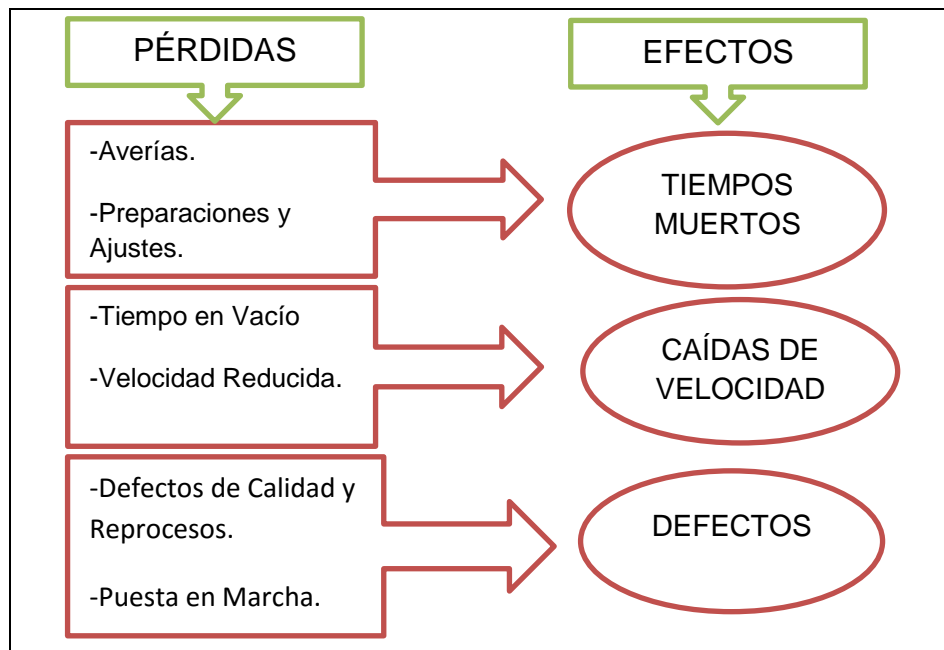 PÉRDIDAS
EFECTOS
-Averías.
-Preparaciones y
Ajustes.
TIEMPOS
MUERTOS
-Tiempo en Vacío
-Velocidad Reducida.
CAÍDAS DE
VELOCIDAD
-Defectos de Calidad y
Reprocesos.
-Puesta en Marcha.
DEFECTOS